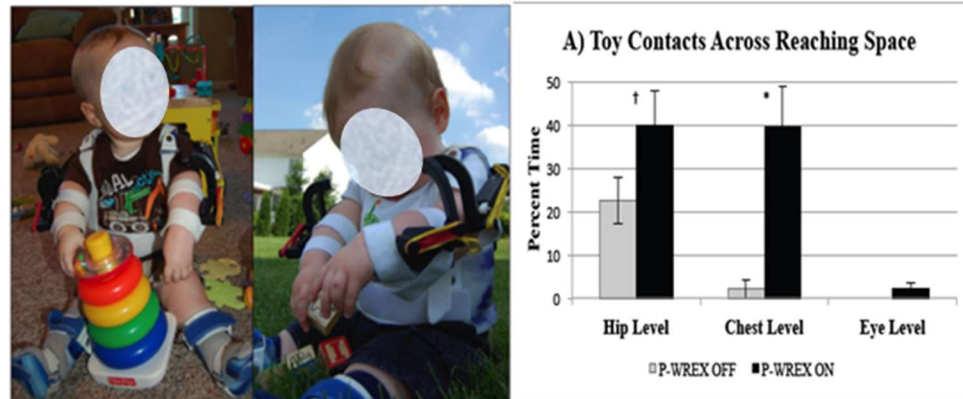 A) Toy Contacts Across Reaching Space
Percent Time
50
40
30
20
10
0
†
*
Hip Level Chest Level Eye Level
P-WREX OFF P-WREX ON